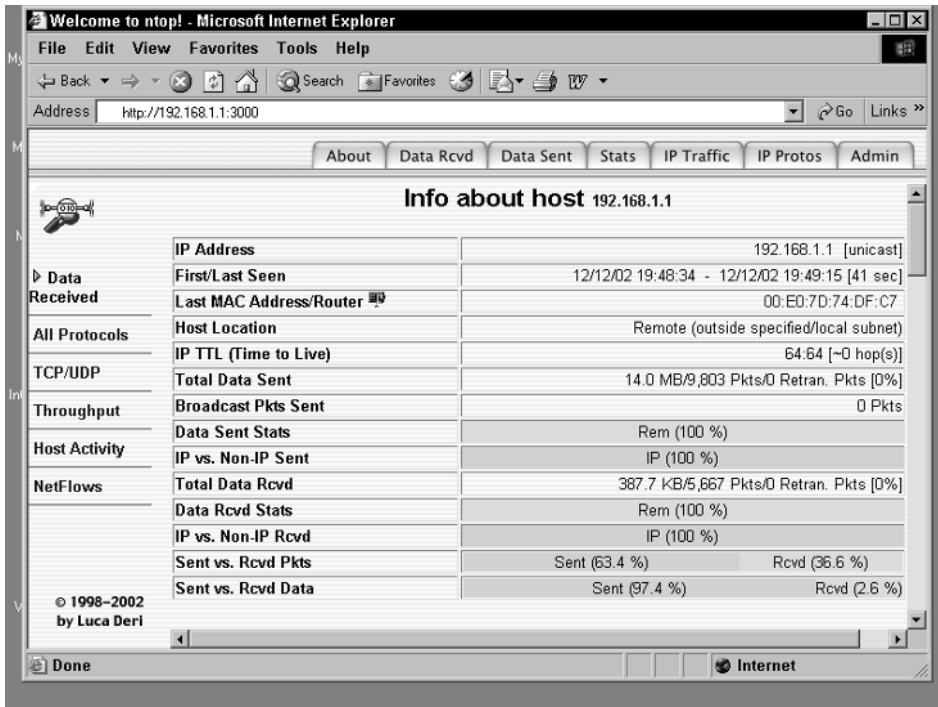 Welcome to ntop! - Microsoft Internet Explorer
File Edit View Favorites Tools Help
Back Search Favorites
Address http://192.168.1.1:3000 Go Links »
About Data Rcvd Data Sent Stats IP Traffic IP Protos Admin
Info about host 192.168.1.1
IP Address 192.168.1.1 [unicast]
First/Last Seen 12/12/02 19:48:34 - 12/12/02 19:49:15 [41 sec]
Last MAC Address/Router 00:E0:7D:74:DF:C7
Host Location Remote (outside specified/local subnet)
IP TTL (Time to Live) 64:64 [~0 hop(s)]
Total Data Sent 14.0 MB/9,803 Pkts/0 Retran. Pkts [0%]
Broadcast Pkts Sent 0 Pkts
Data Sent Stats Rem (100 %)
IP vs. Non-IP Sent IP (100 %)
Total Data Rcvd 387.7 KB/5,667 Pkts/0 Retran. Pkts [0%]
Data Rcvd Stats Rem (100 %)
IP vs. Non-IP Rcvd IP (100 %)
Sent vs. Rcvd Pkts Sent (63.4 %) Rcvd (36.6 %)
Sent vs. Rcvd Data Sent (97.4 %) Rcvd (2.6 %)
Data
Received
All Protocols
TCP/UDP
Throughput
Host Activity
NetFlows
© 1998-2002
by Luca Deri
Done Internet